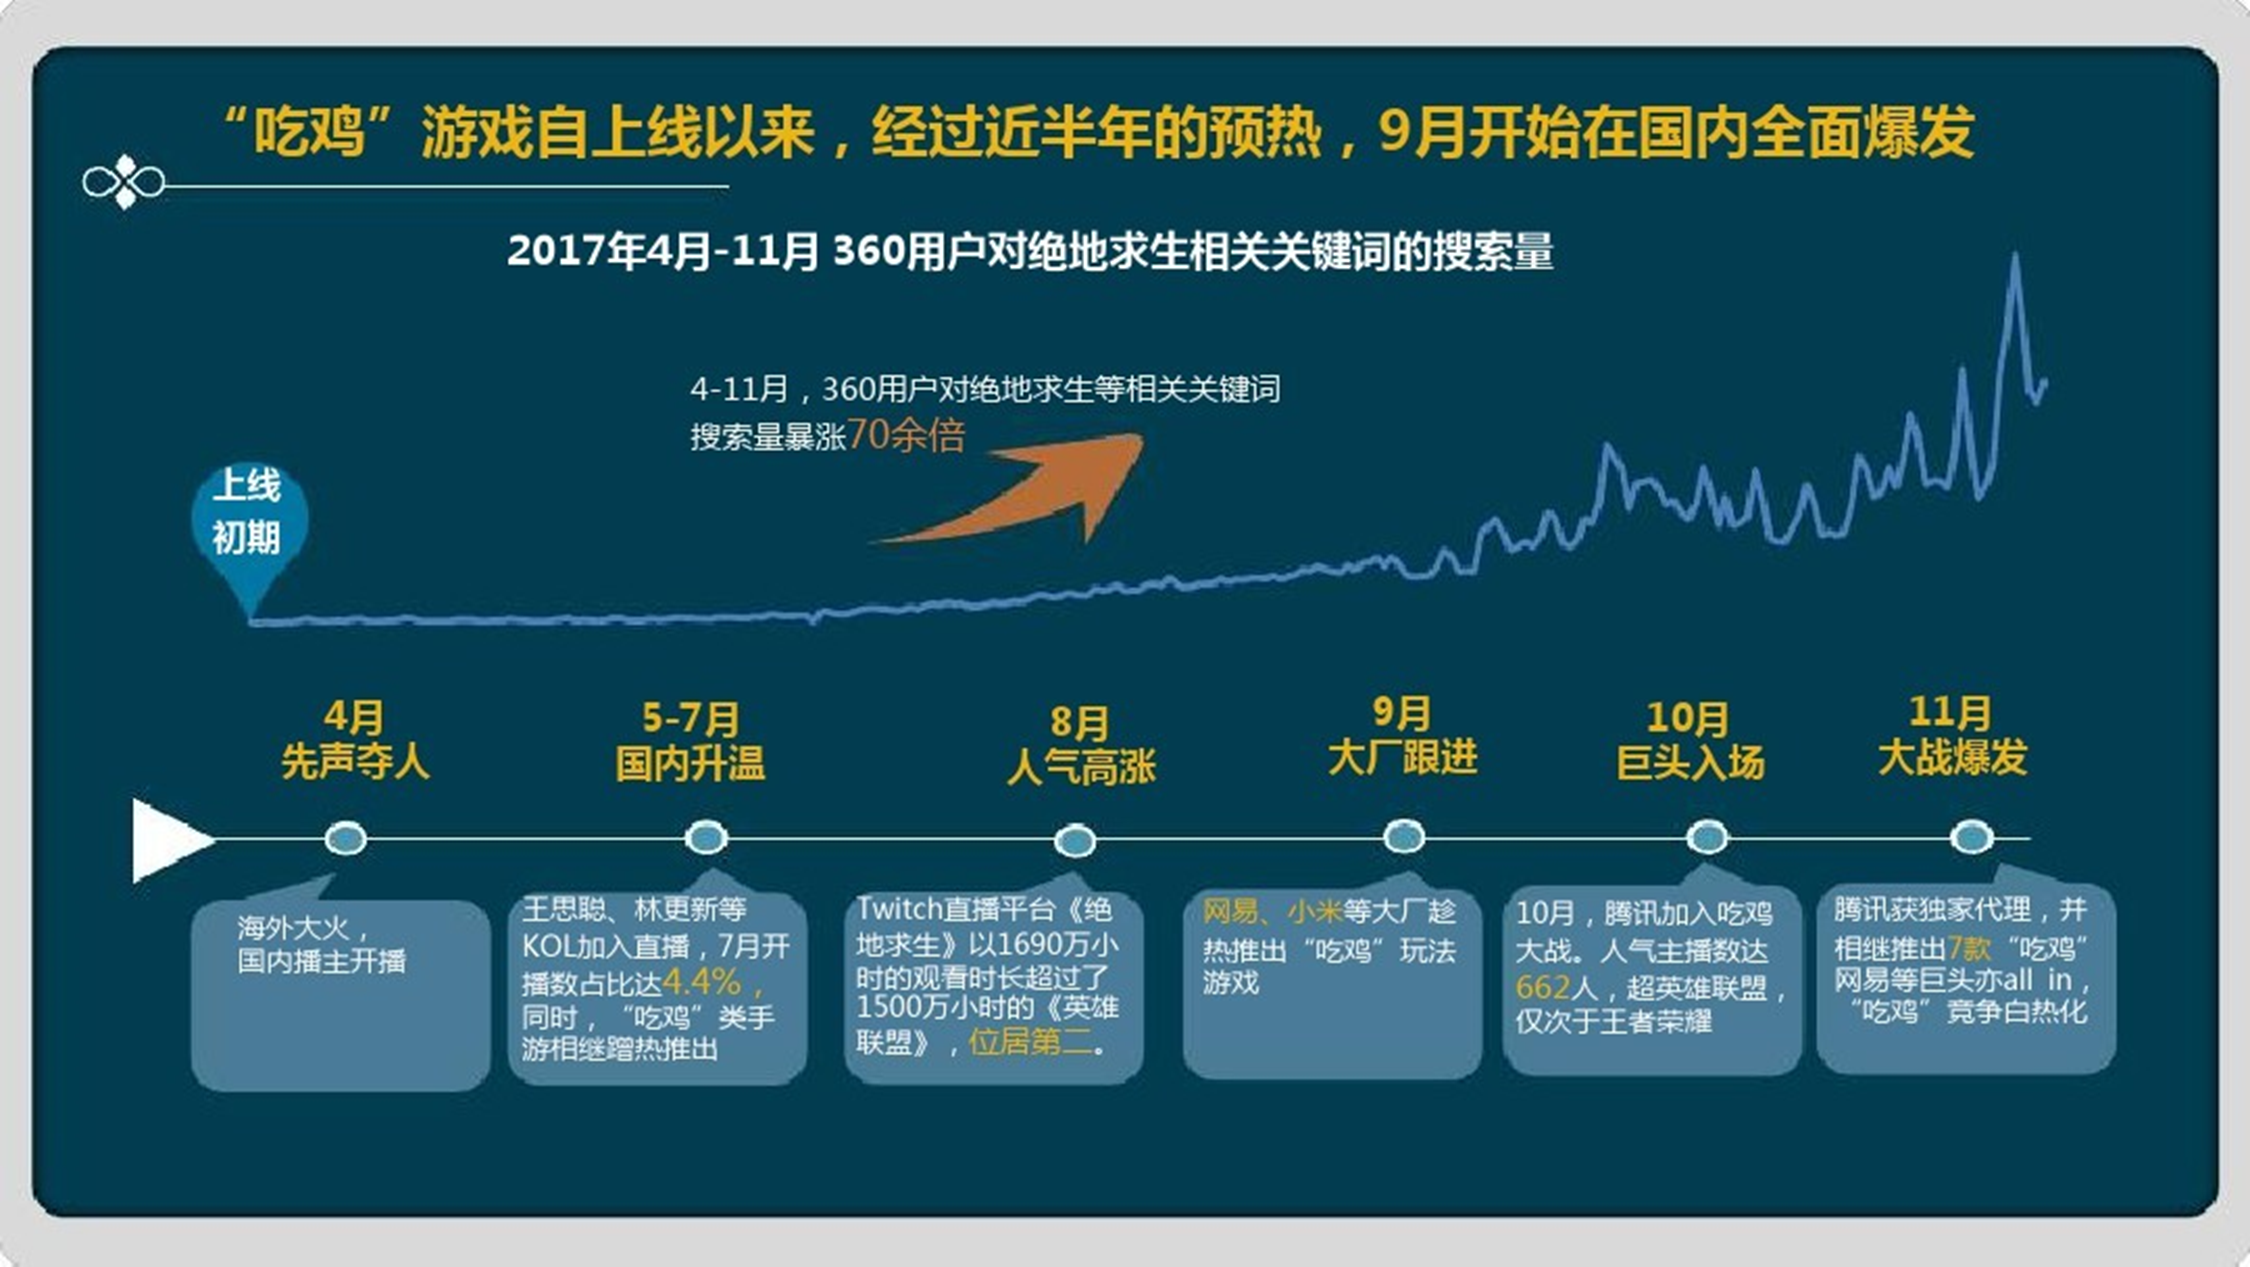 “吃鸡”游戏自上线以来，经过近半年的预热，9月开始在国内全面爆发
2017年4月-11月 360用户对绝地求生相关关键词的搜索量
4-11月，360用户对绝地求生等相关关键词
搜索量暴涨70余倍
上线
初期
4月
先声夺人
5-7月
国内升温
8月
人气高涨
9月
大厂跟进
10月
巨头入场
11月
大战爆发
海外大火，
国内播主开播
王思聪、林更新等
KOL加入直播，7月开
播数占比达4.4%，
同时，“吃鸡”类手
游相继蹭热推出
Twitch直播平台《绝
地求生》以1690万小
时的观看时长超过了
1500万小时的《英雄
联盟》，位居第二。
网易、小米等大厂趁
热推出“吃鸡”玩法
游戏
10月，腾讯加入吃鸡
大战。人气主播数达
662人，超英雄联盟，
仅次于王者荣耀
腾讯获独家代理，并
相继推出7款“吃鸡”
网易等巨头亦all in，
“吃鸡”竞争白热化